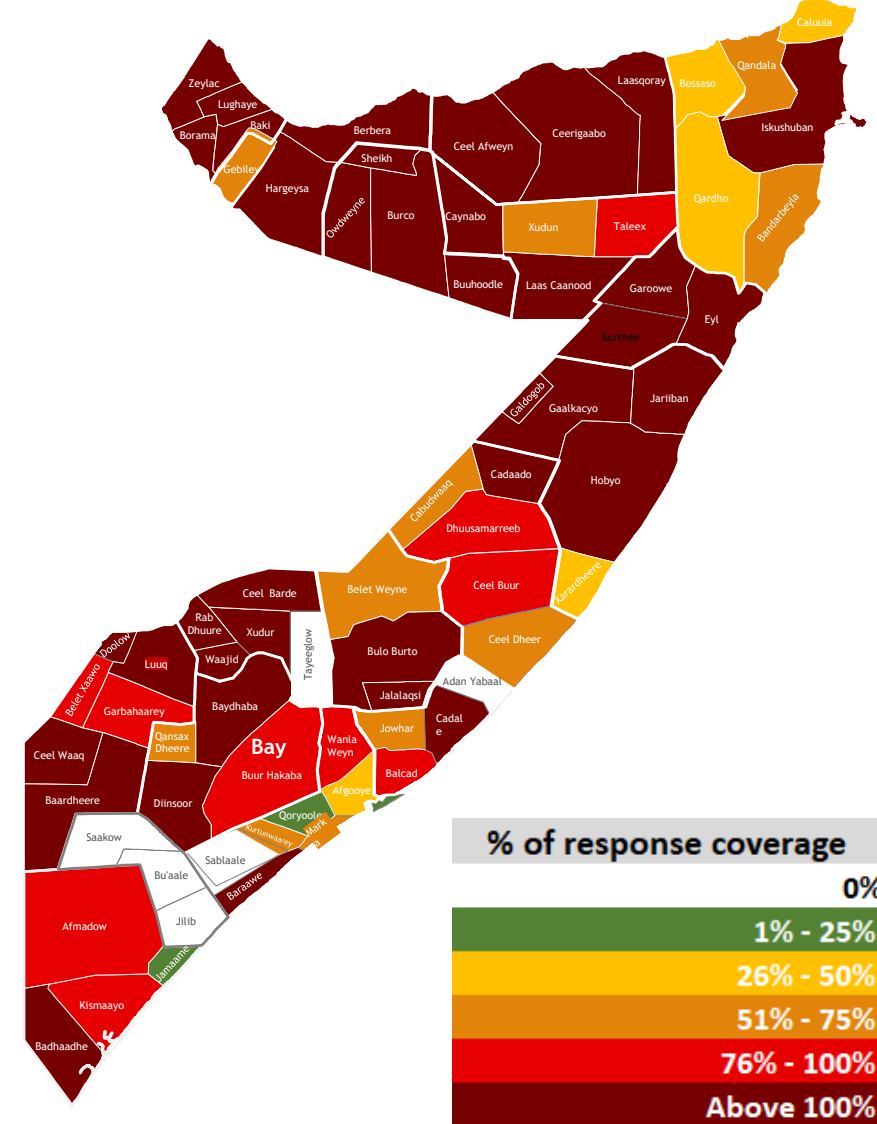 Caluula
Qandala
Laasqoray
Bossaso
Zeylac
Lughaye
Baki
Iskushuban
Berbera
Borama
Ceerigaabo
Ceel Afweyn
Sheikh
Gebiley
Hargeysa
Qardho
Owdweyne
Burco
Caynabo
Bandarbeyla
Xudun
Taleex
Buuhoodle
Laas Caanood
Garoowe
Eyl
Burtinle
Galdogob
Jariiban
Gaalkacyo
Cadaado
Hobyo
Cabudwaaq
Dhuusamarreeb
Ceel Buur
Xarardheere
Belet Weyne
Ceel Barde
Rab
Dhuure
Xudur
Tayeeglow
Ceel Dheer
Doolow
Bulo Burto
Luuq
Waajid
Adan Yabaal
Belet Xaawo
Jalalaqsi
Garbahaarey
Baydhaba
Cadal
e
Jowhar
Qansax
Dheere
Wanla
Weyn
Bay
Ceel Waaq
Buur Hakaba
Balcad
Afgooye
Baardheere
Diinsoor
Qoryoole
Mark
a
Kurtunwaarey
Saakow
Sablaale
Bu'aale
Baraawe
Jilib
Afmadow
Jamaame
Kismaayo
Badhaadhe
% of response coverage
0%
1% - 25%
26% - 50%
51% - 75%
76% - 100%
Above 100%